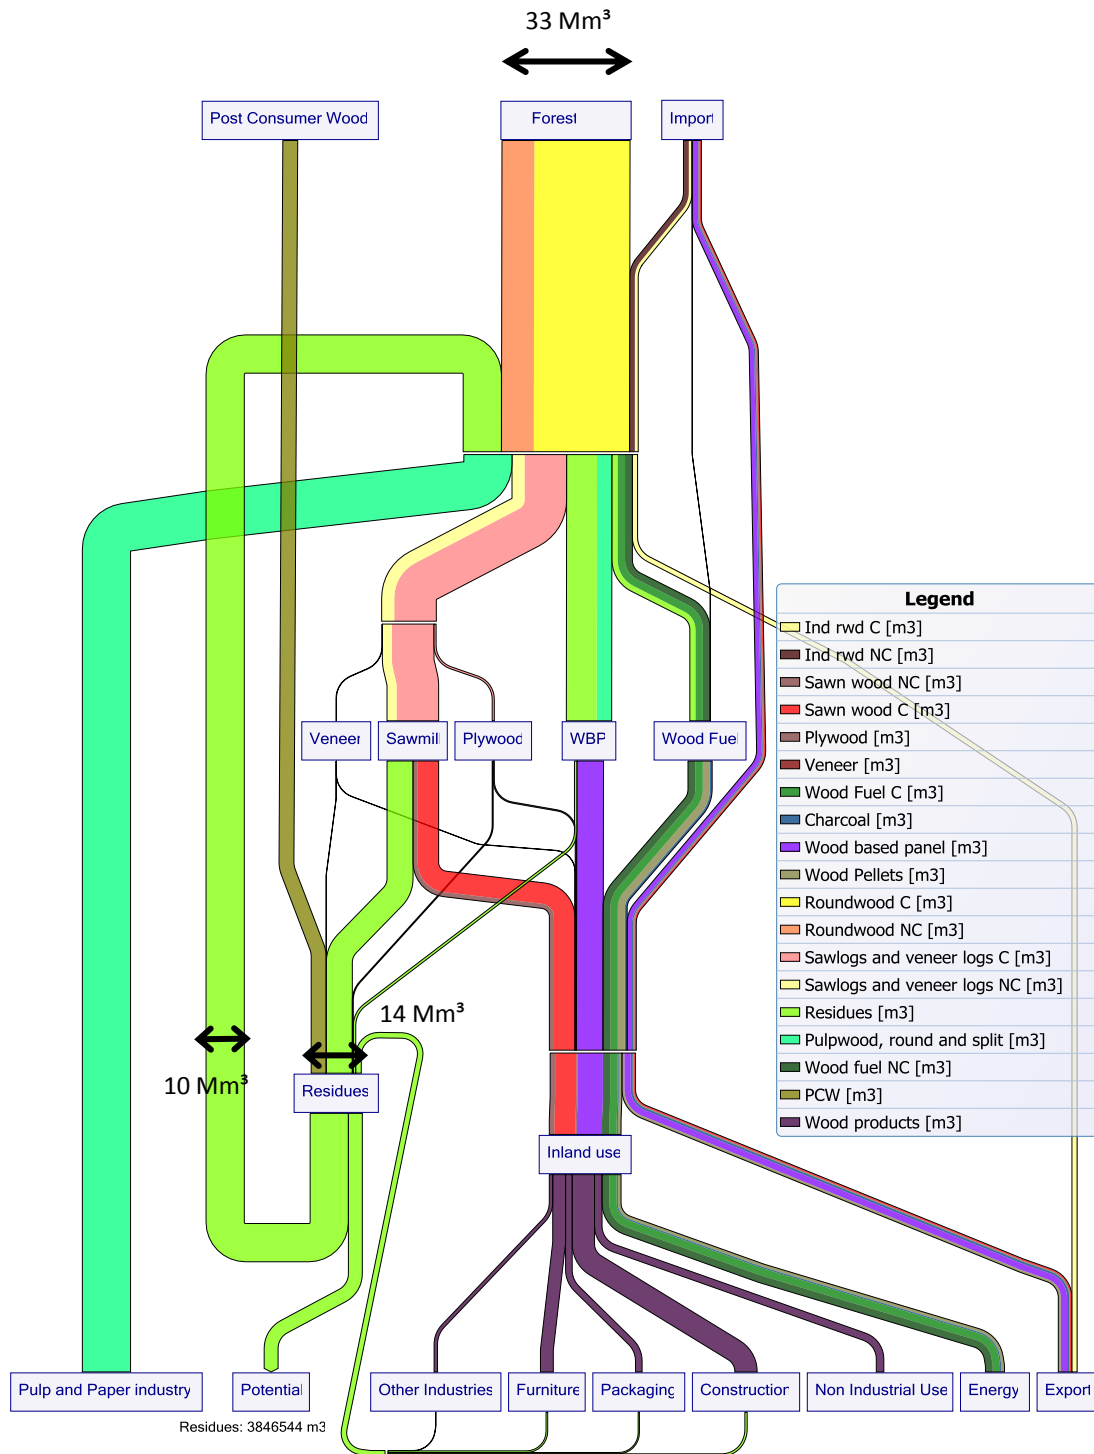 33 Mm³
Post Consumer Wood
Forest
Import
Legend
Ind rwd C [m3]
Ind rwd NC [m3]
Sawn wood NC [m3]
Sawn wood C [m3]
Plywood [m3]
Veneer [m3]
Wood Fuel C [m3]
Charcoal [m3]
Wood based panel [m3]
Wood Pellets [m3]
Roundwood C [m3]
Roundwood NC [m3]
Sawlogs and veneer logs C [m3]
Sawlogs and veneer logs NC [m3]
Residues [m3]
Pulpwood, round and split [m3]
Wood fuel NC [m3]
PCW [m3]
Wood products [m3]
Veneer
Sawmill
Plywood
WBP
Wood Fuel
14 Mm³
10 Mm³
Residues
Inland use
Pulp and Paper industry
Potential
Other Industries
Furniture
Packaging
Construction
Non Industrial Use
Energy
Export
Residues: 3846544 m3